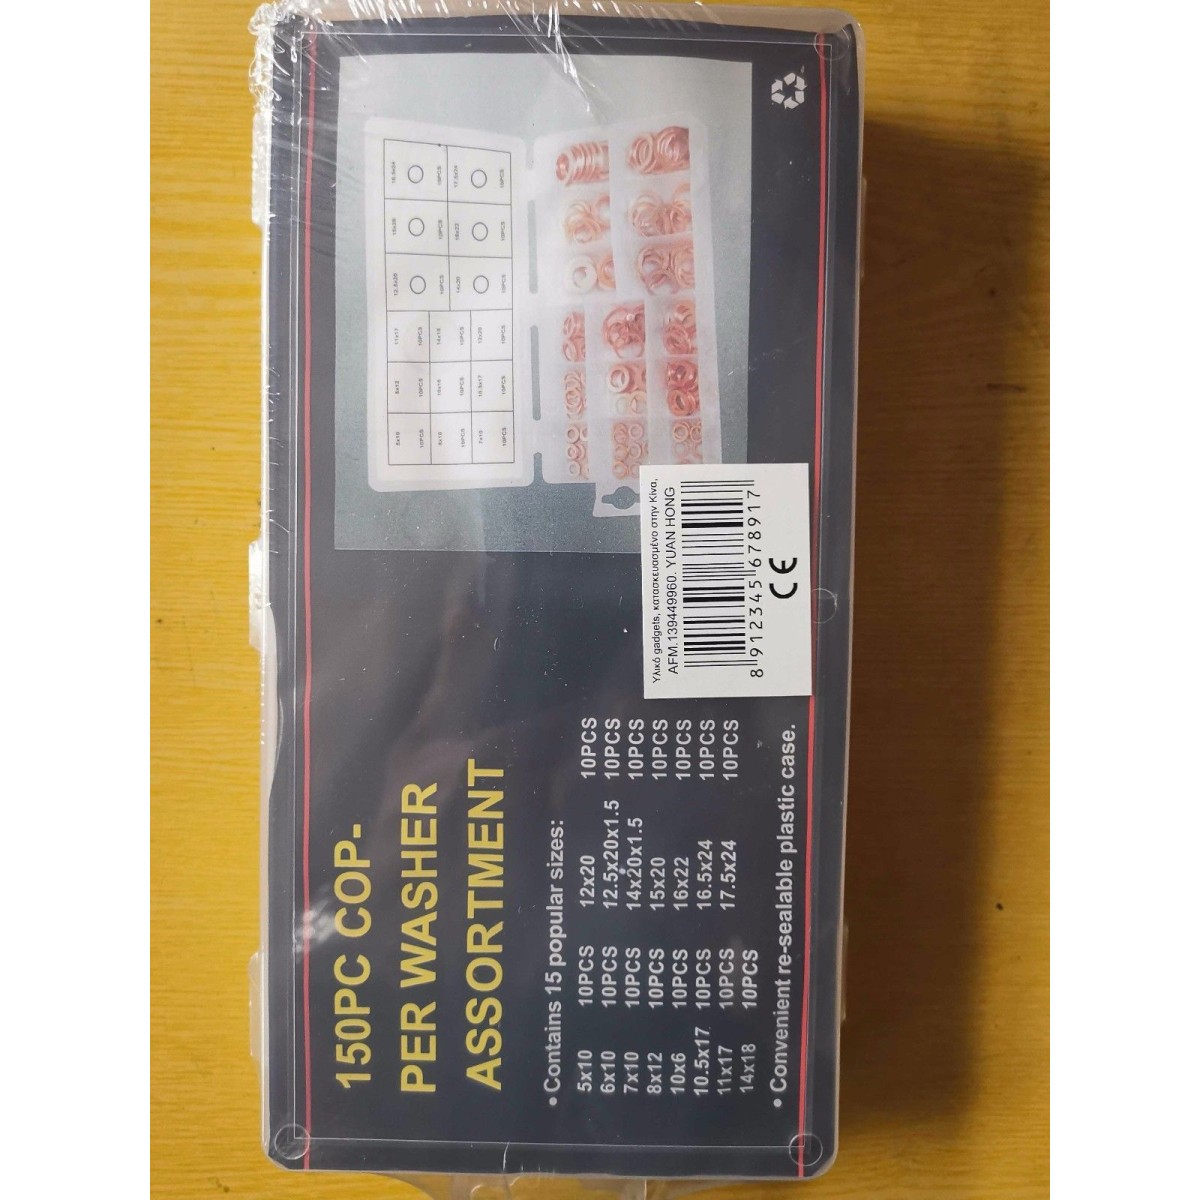 150PC COP-
PER WASHER
ASSORTMENT
•Contains 15 popular sizes:
5x10 10PCS 12x20 10PCS
6x10 10PCS 12.5x20x1.5 10PCS
7x10 10PCS 14x20x1.5 10PCS
8x12 10PCS 15x20 10PCS
10x6 10PCS 16x22 10PCS
10.5x17 10PCS 16.5x24 10PCS
11x17 10PCS 17.5x24 10PCS
14x18 10PCS
• Convenient re-sealable plastic case.
Υλικό gadgets, κατασκευασμένο στην Κίνα,
AFM.139449960. YUAN HONG
8 912345 678917
CE